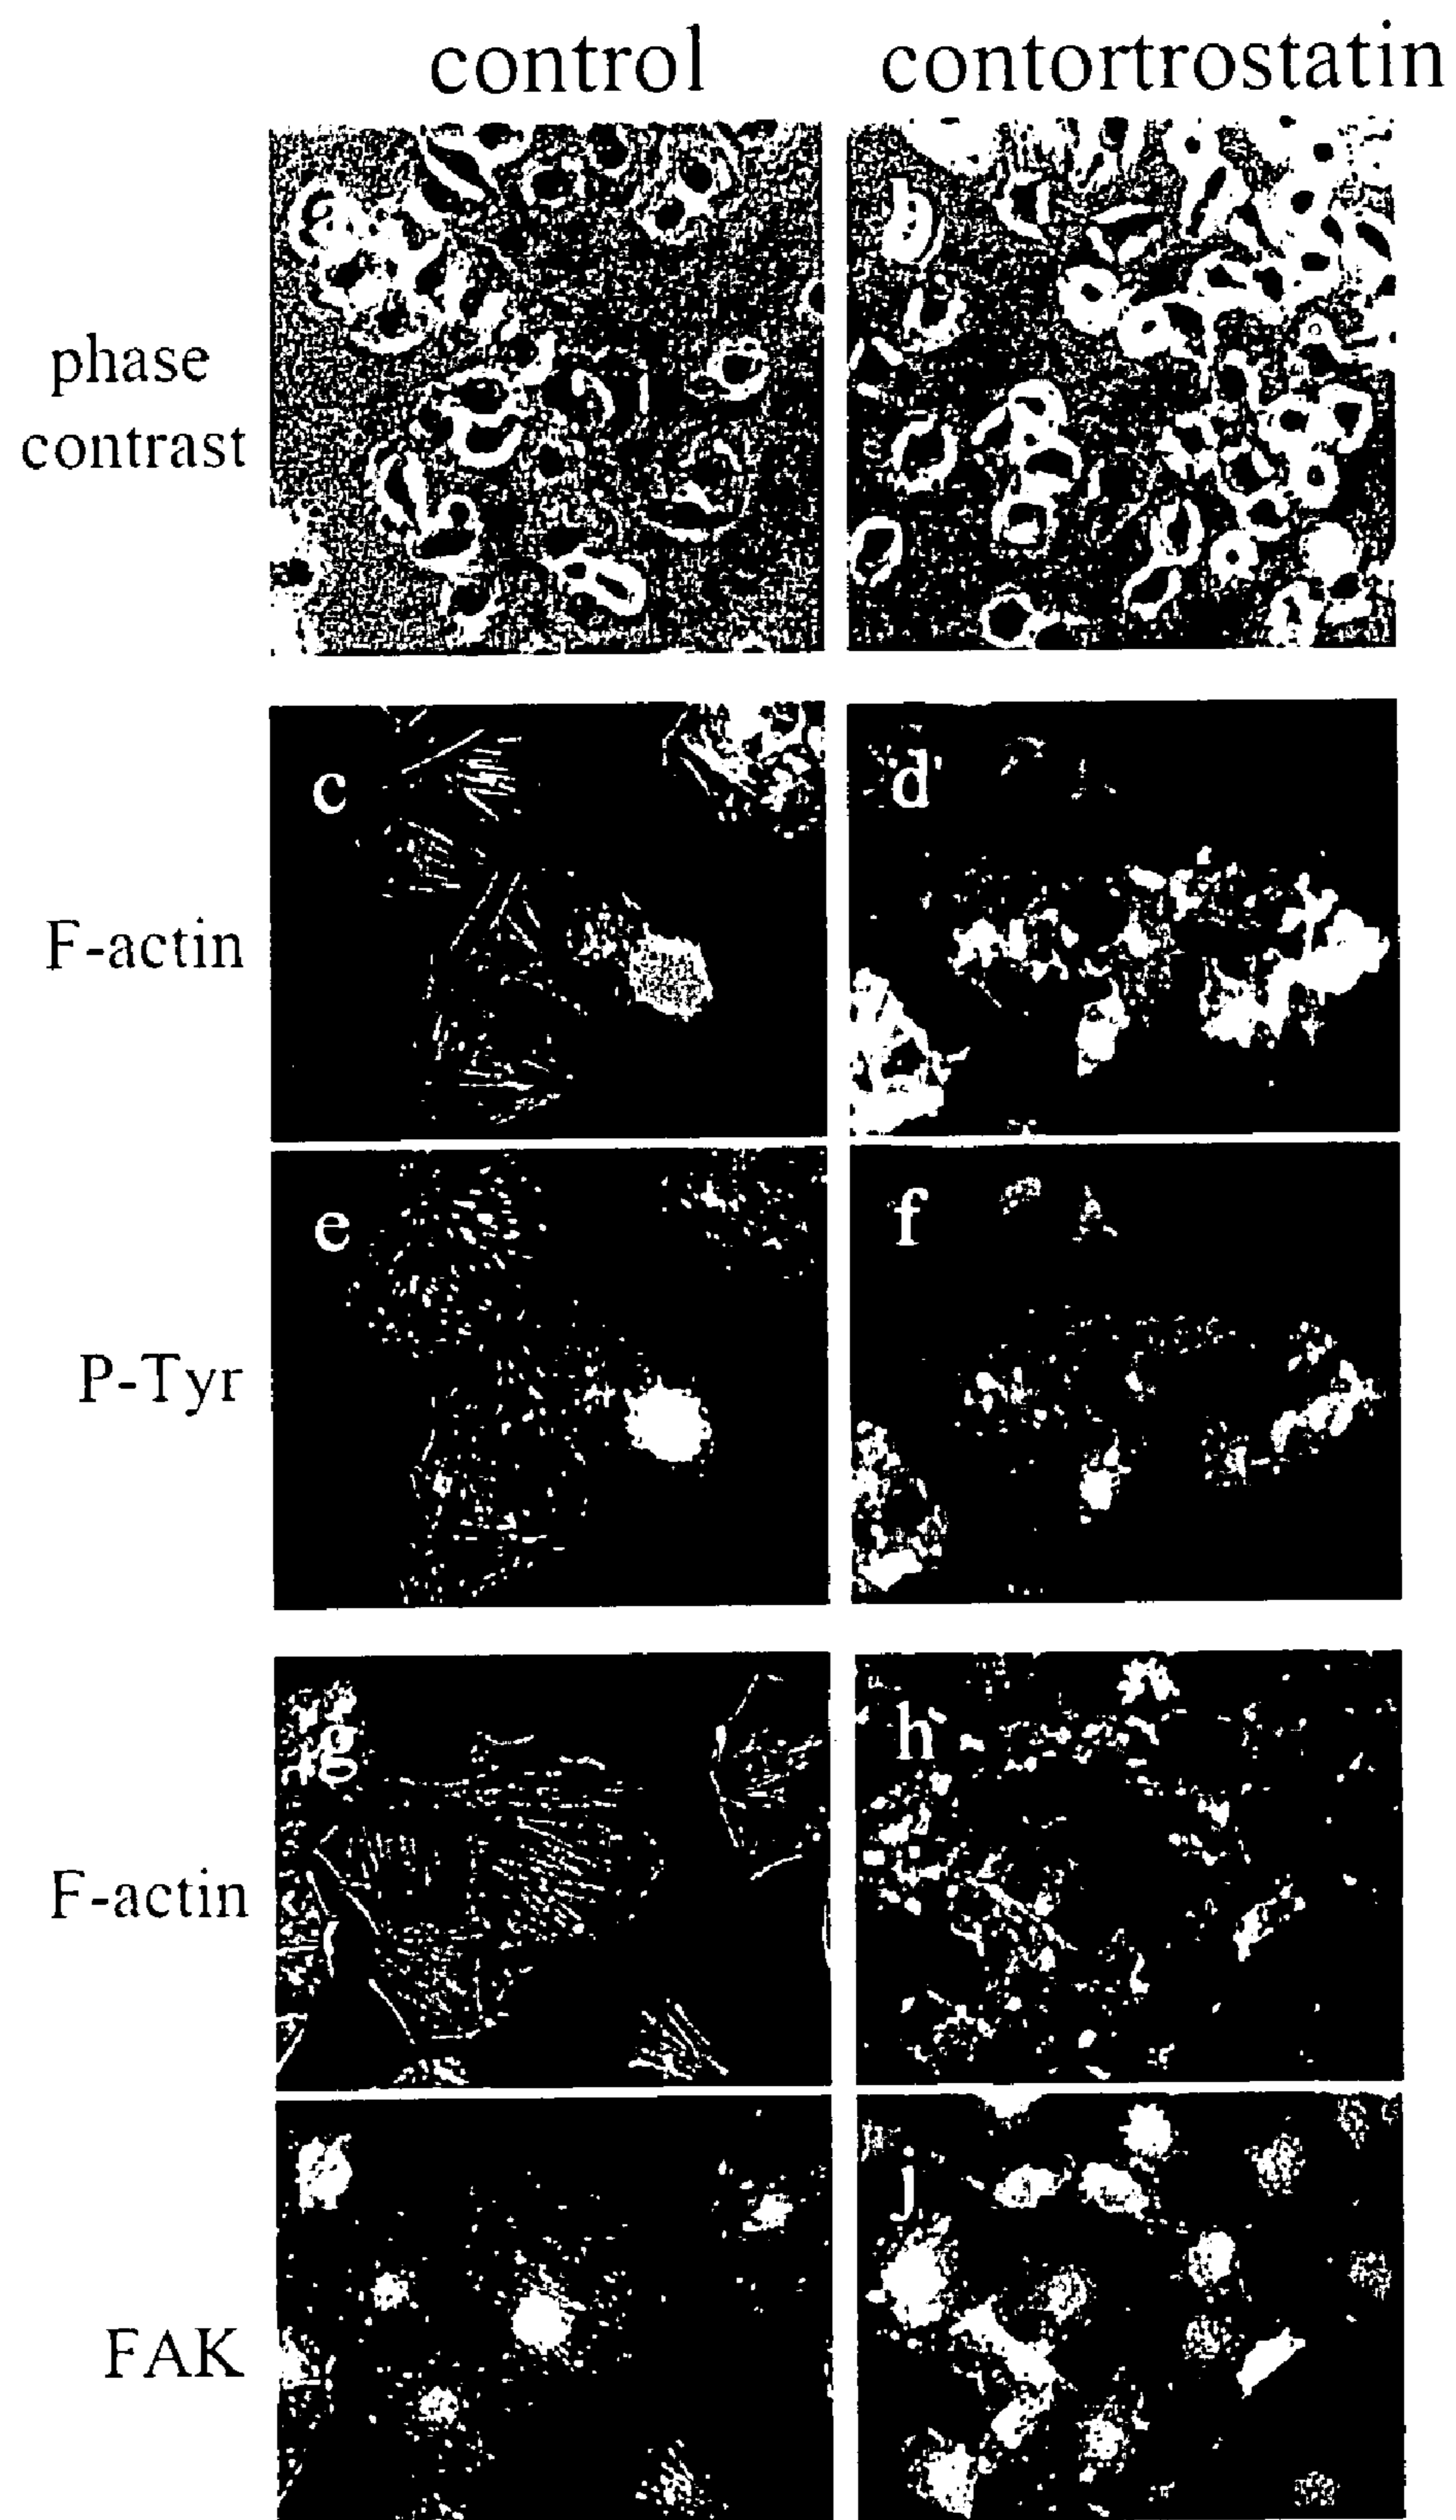 control contortrostatin
a b
phase
contrast
c d
F-actin
e f
P-Tyr
g h
F-actin
j
FAK